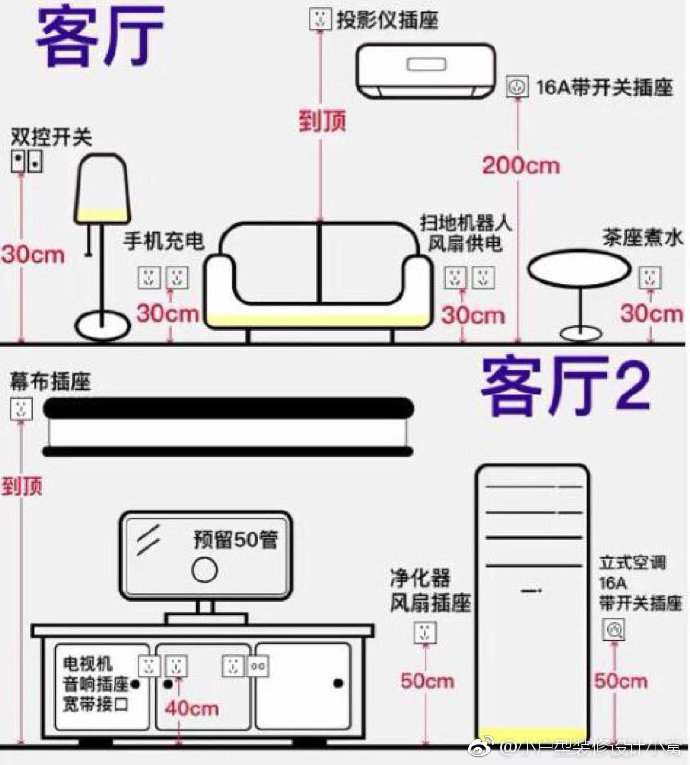 客厅
投影仪插座
16A带开关插座
到顶
200cm
双控开关
30cm
手机充电
30cm
扫地机器人
风扇供电
30cm
茶座煮水
30cm
客厅2
幕布插座
到顶
预留50管
净化器
风扇插座
50cm
立式空调
16A
带开关插座
50cm
电视机
音响插座
宽带接口
40cm
@小户型装修设计小窝